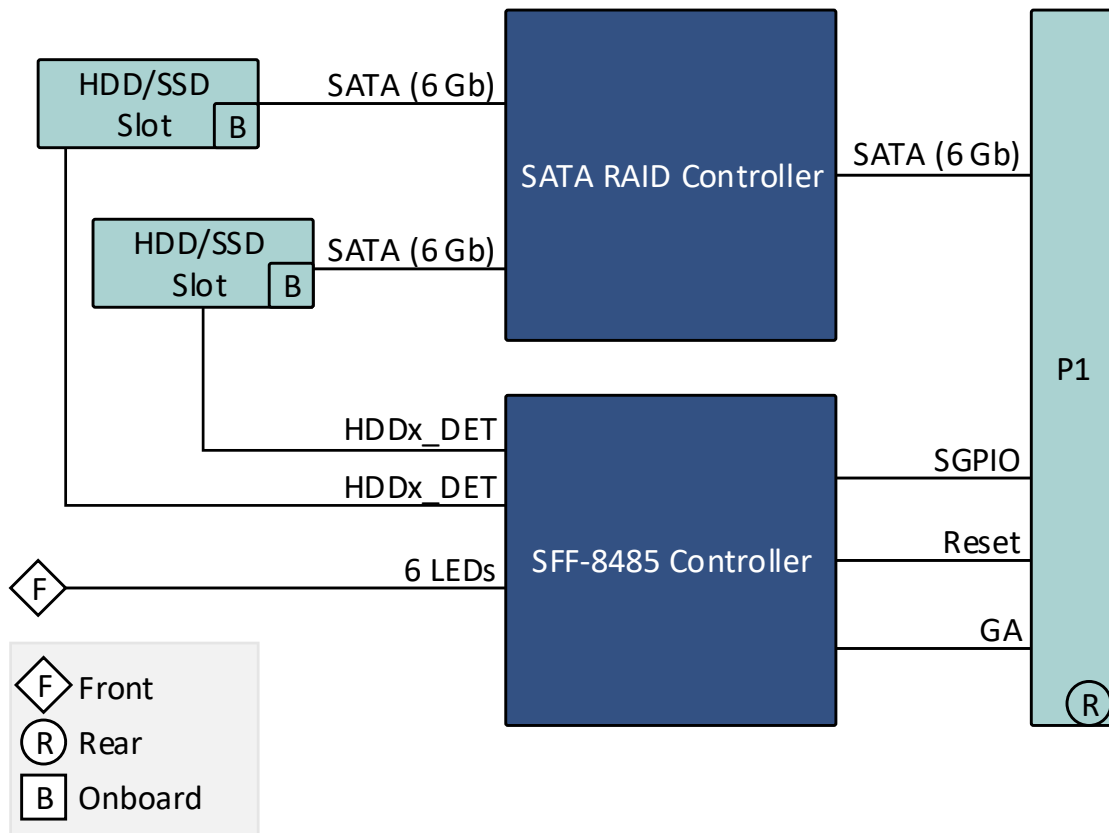 HDD/SSD
Slot
B
SATA (6 Gb)
SATA RAID Controller
SATA (6 Gb)
HDD/SSD
Slot
B
SATA (6 Gb)
P1
HDDx_DET
HDDx_DET
6 LEDs
F
SFF-8485 Controller
SGPIO
Reset
GA
R
F Front
R Rear
B Onboard